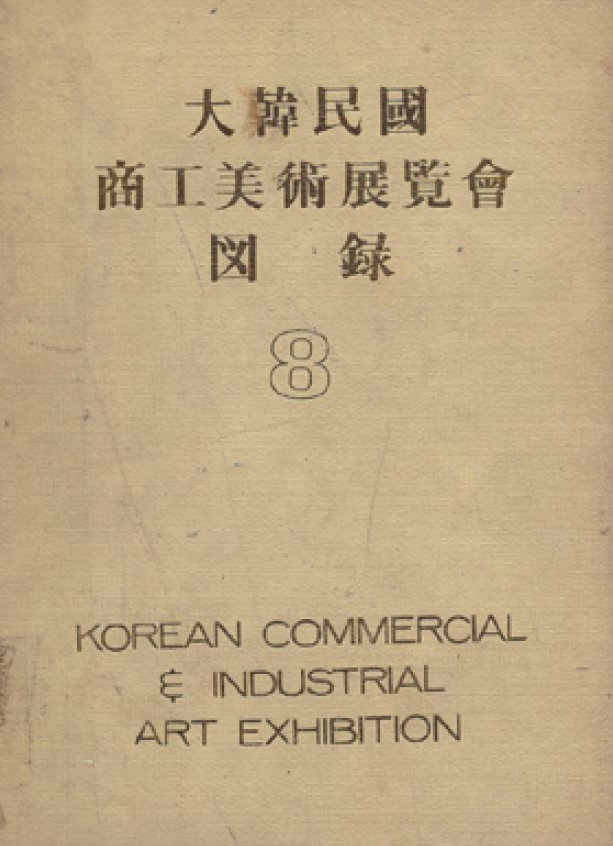 大韓民國
商工美術展覧會
図録
8
KOREAN COMMERCIAL
& INDUSTRIAL
ART EXHIBITION